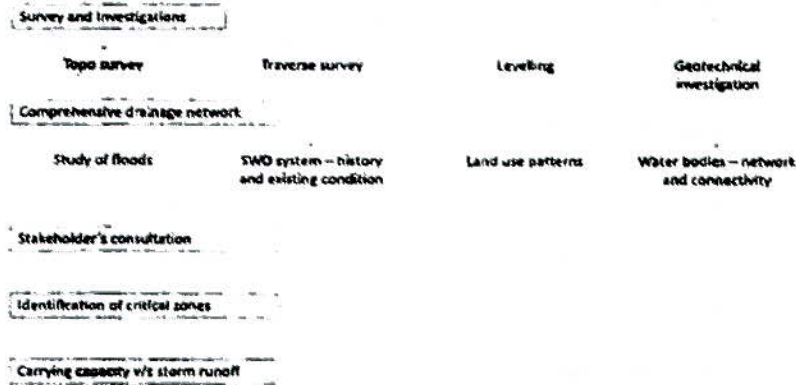 Survey and Investigations
Topo survey
Traverse survey
Levelling
Geotechnical
investigation
Comprehensive drainage network
Study of floods
SWD system – history
and existing condition
Land use patterns
Water bodies – network
and connectivity
Stakeholder's consultation
Identification of critical zones
Carrying capacity v/s storm runoff